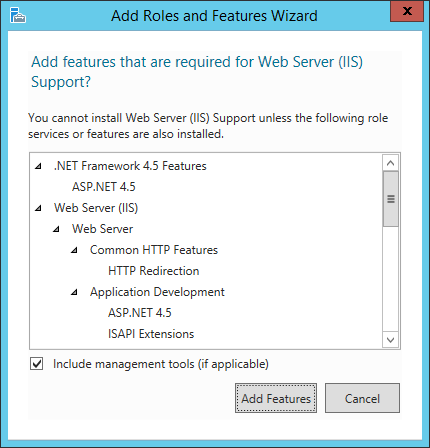 Add Roles and Features Wizard
x
Add features that are required for Web Server (IIS)
Support?
You cannot install Web Server (IIS) Support unless the following role
services or features are also installed.
.NET Framework 4.5 Features
ASP.NET 4.5
Web Server (IIS)
Web Server
Common HTTP Features
HTTP Redirection
Application Development
ASP.NET 4.5
ISAPI Extensions
Include management tools (if applicable)
Add Features
Cancel